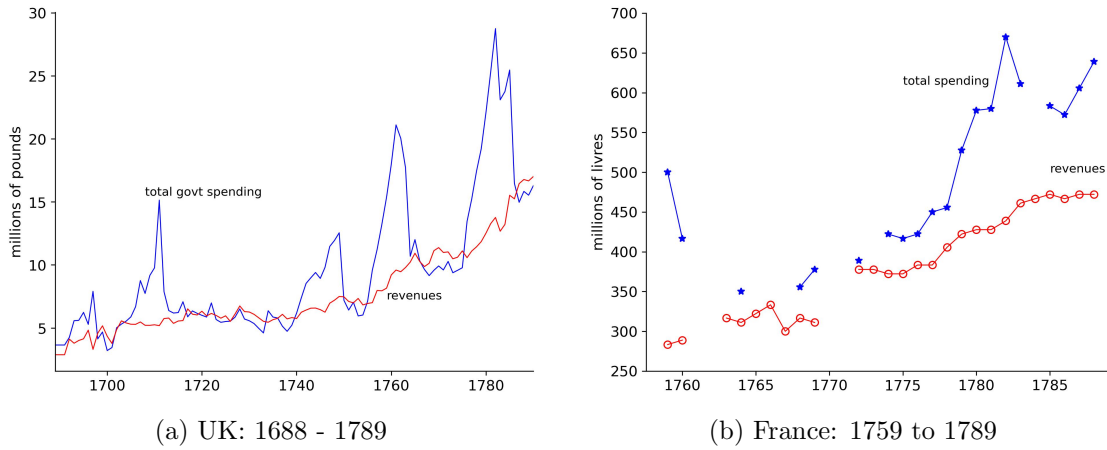 30
25
20
15
10
5
millions of pounds
total govt spending
revenues
1700 1720 1740 1760 1780
(a) UK: 1688 - 1789
700
650
600
550
500
450
400
350
300
250
millions of livres
total spending
revenues
1760 1765 1770 1775 1780 1785
(b) France: 1759 to 1789